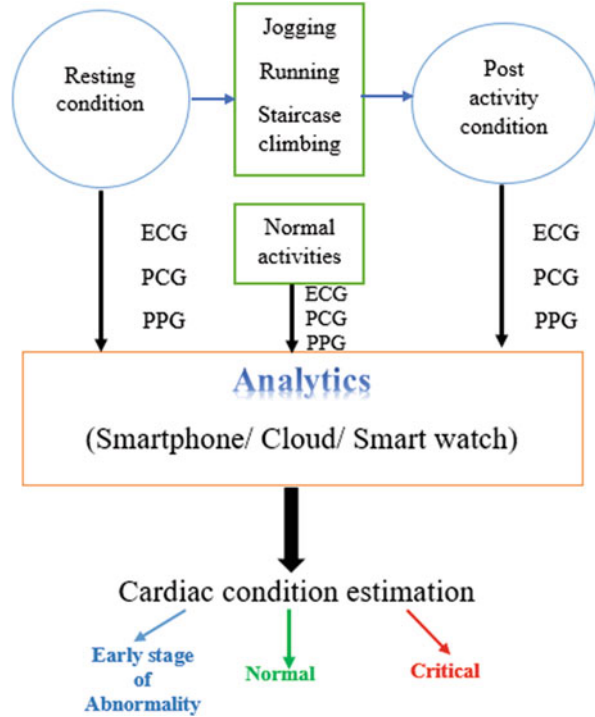 Resting
condition
Jogging
Running
Staircase
climbing
Post
activity
condition
ECG
PCG
PPG
Normal
activities
ECG
PCG
PPG
ECG
PCG
PPG
Analytics
(Smartphone/ Cloud/ Smart watch)
Cardiac condition estimation
Early stage
of
Abnormality
Normal
Critical